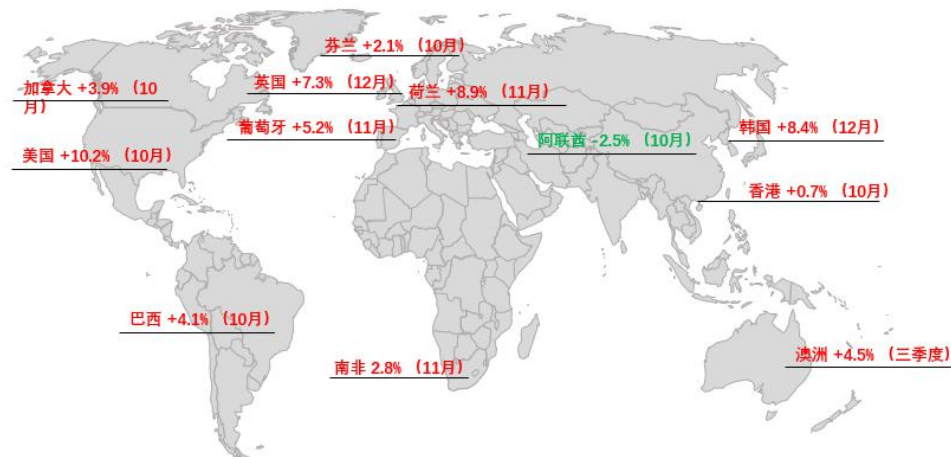 芬兰 +2.1% （10月）
加拿大 +3.9% （10
月）
英国 +7.3% （12月）
荷兰 +8.9% （11月）
葡萄牙 +5.2% （11月）
阿联酋 -2.5% （10月）
韩国 +8.4% （12月）
美国 +10.2% （10月）
香港 +0.7% （10月）
巴西 +4.1% （10月）
南非 2.8% （11月）
澳洲 +4.5% （三季度）